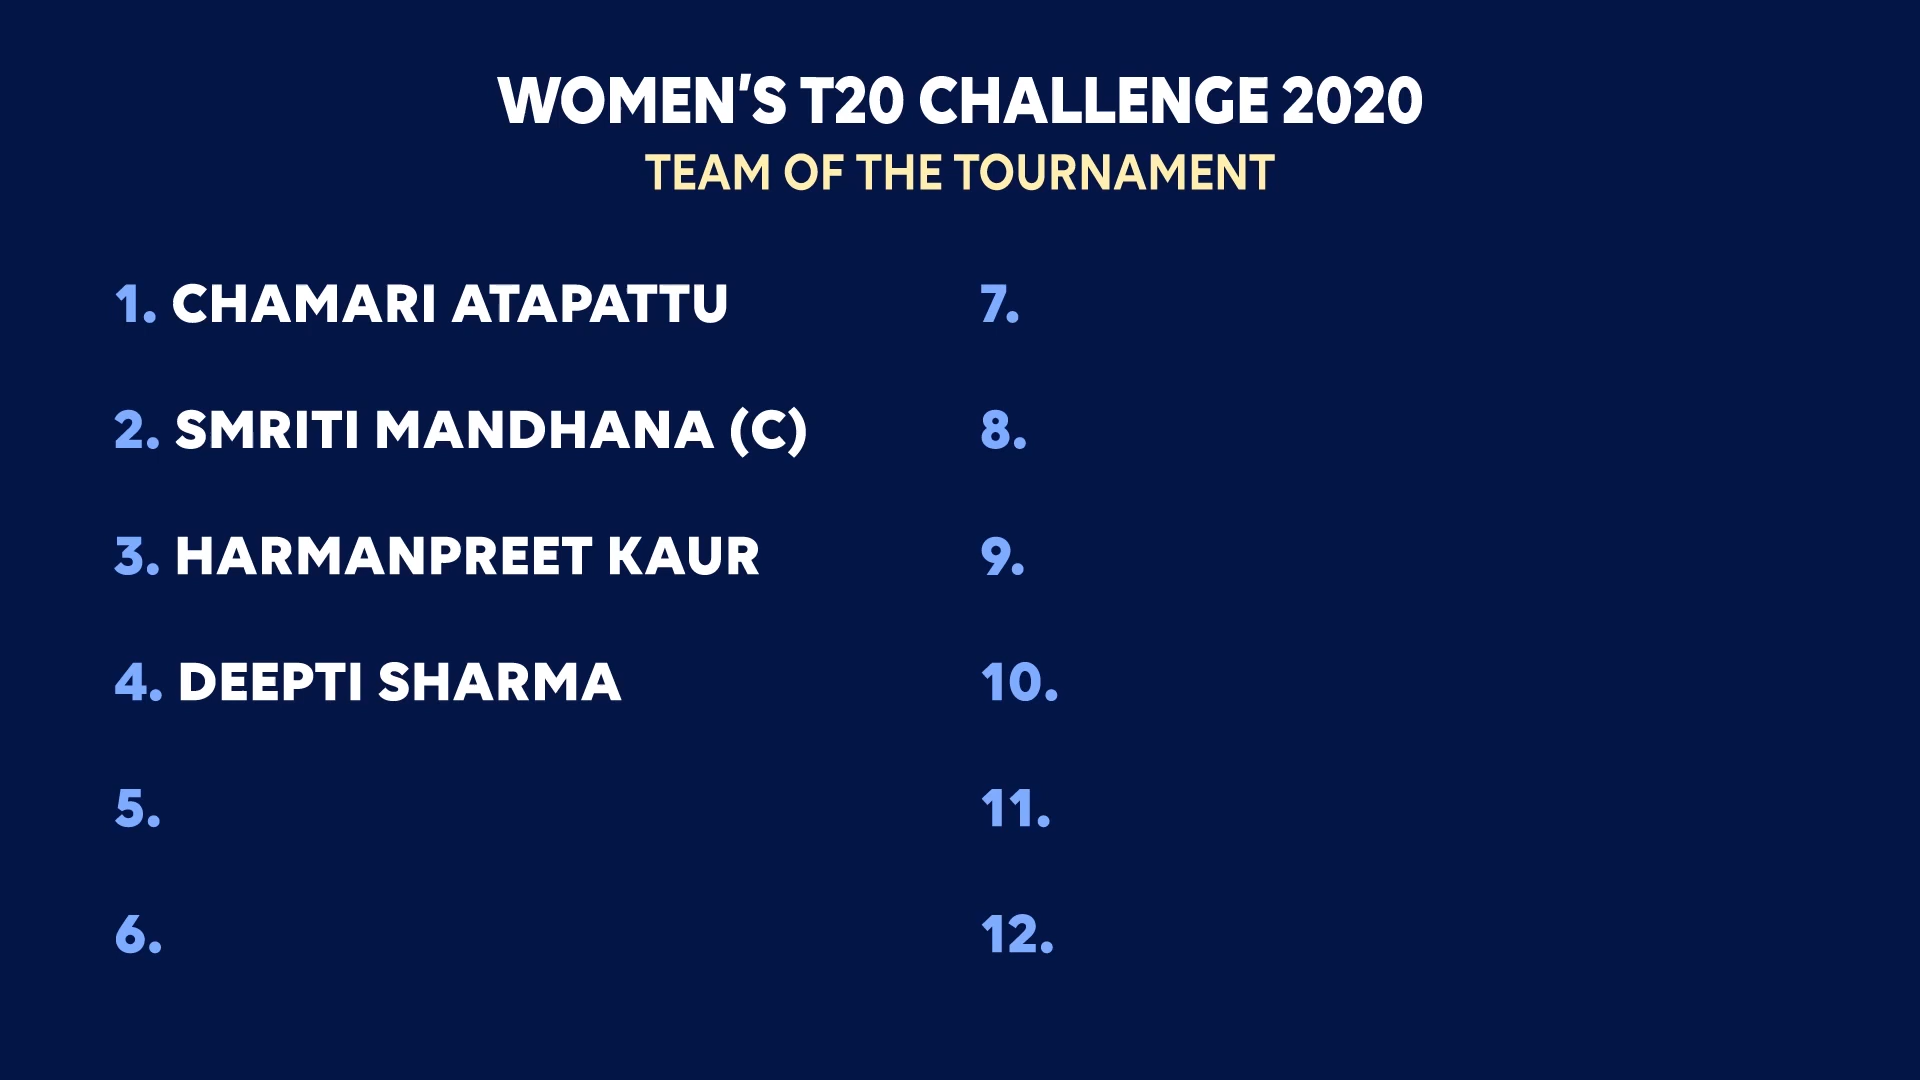 WOMEN'S T20 CHALLENGE 2020
TEAM OF THE TOURNAMENT
1. CHAMARI ATAPATTU
2. SMRITI MANDHANA (C)
3. HARMANPREET KAUR
4. DEEPTI SHARMA
5.
6.
7.
8.
9.
10.
11.
12.